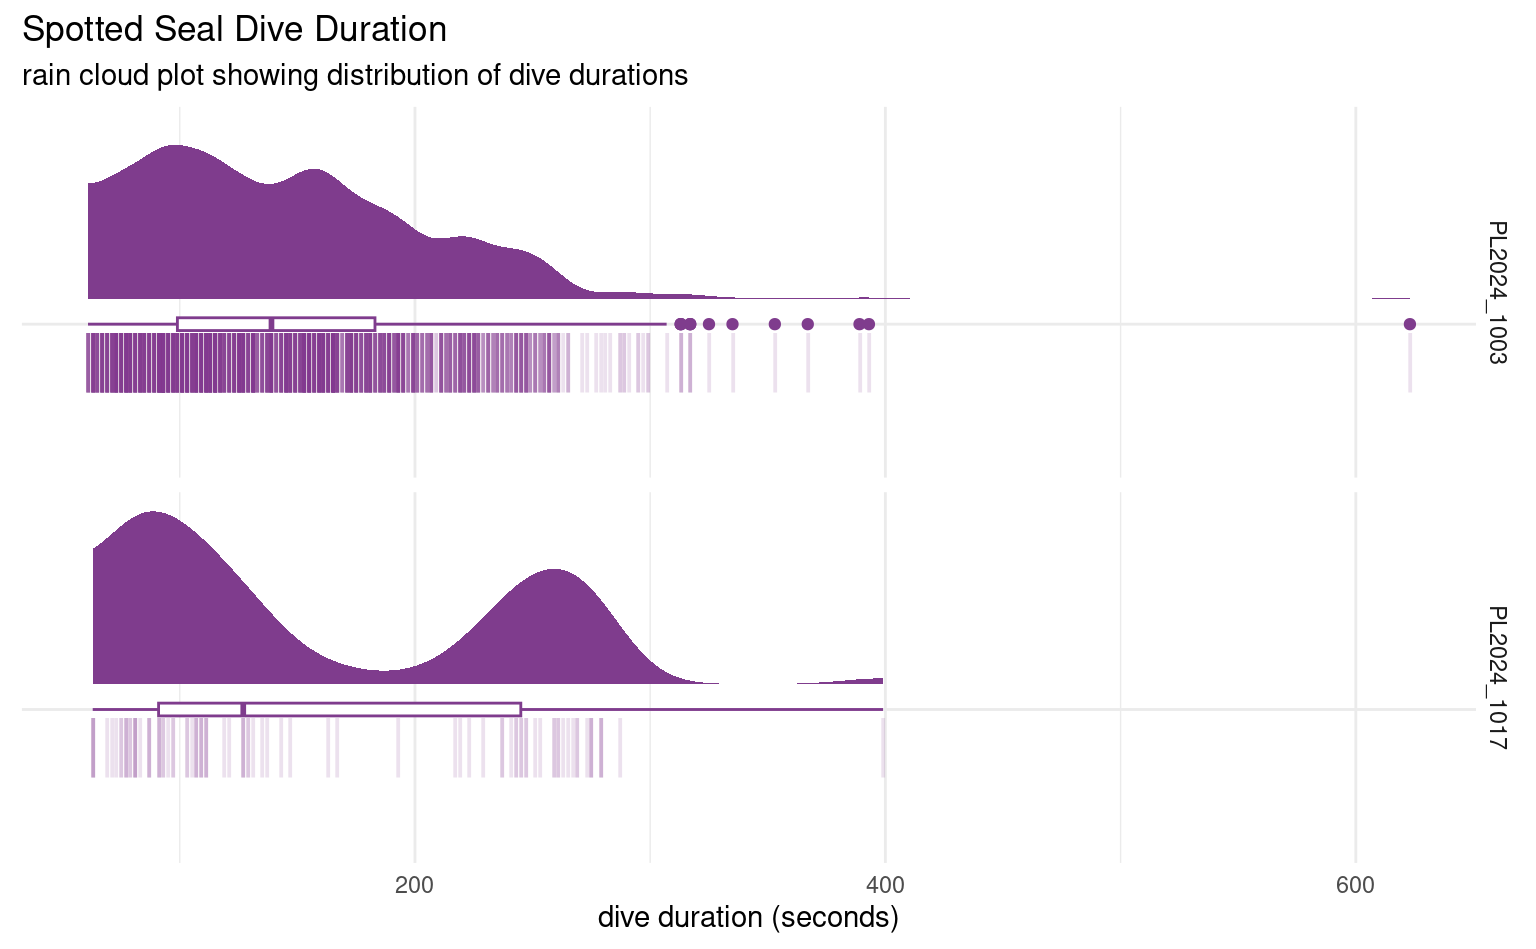 Spotted Seal Dive Duration
rain cloud plot showing distribution of dive durations
PL2024_1003
PL2024_1017
200
400
600
dive duration (seconds)